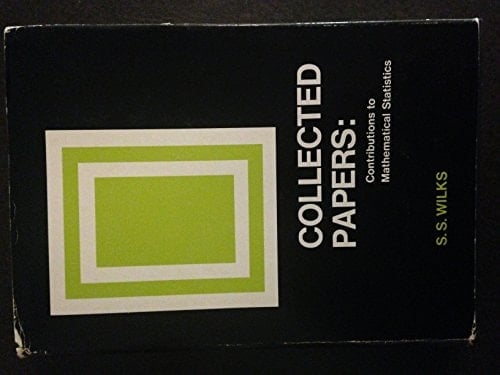 COLLECTED
PAPERS:
Contributions to
Mathematical Statistics
S. S. WILKS